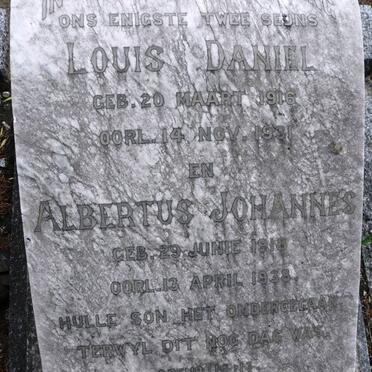 ONS ENIGSTE TWEE SEUNS
LOUIS DANIEL
GEB. 20 MAART 1916
OORL. 14 NOV. 1931
EN
ALBERTUS JOHANNES
GEB. 29 JUNIE 1919
OORL. 13 APRIL 1932
HULLE SON HET ONDERGEGAAN
TERWYL DIT NOG DAG WAS.